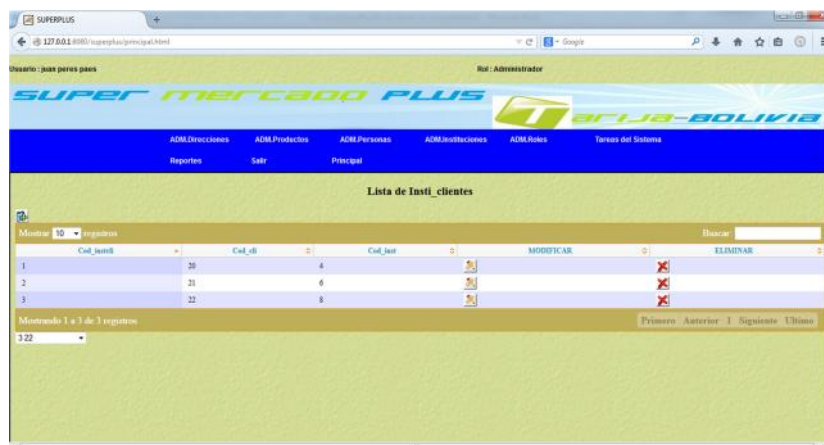 SUPERPLUS
127.0.0.1:8080/superplus/principal.html
Google
Usuario : juan peres paes
Rol : Administrador
SUPER MERCADO PLUS
TARIJA-BOLIVIA
ADM.Direcciones ADM.Productos ADM.Personas ADM.Instituciones ADM.Roles Tareas del Sistema
Reportes Salir Principal
Lista de Insti_clientes
Mostrar 10 registros
Buscar:
Cod_instcli Cod_cli Cod_inst MODIFICAR ELIMINAR
1 20 4
2 21 6
3 22 8
Mostrando 1 a 3 de 3 registros
Primero Anterior 1 Siguiente Ultimo
3 22